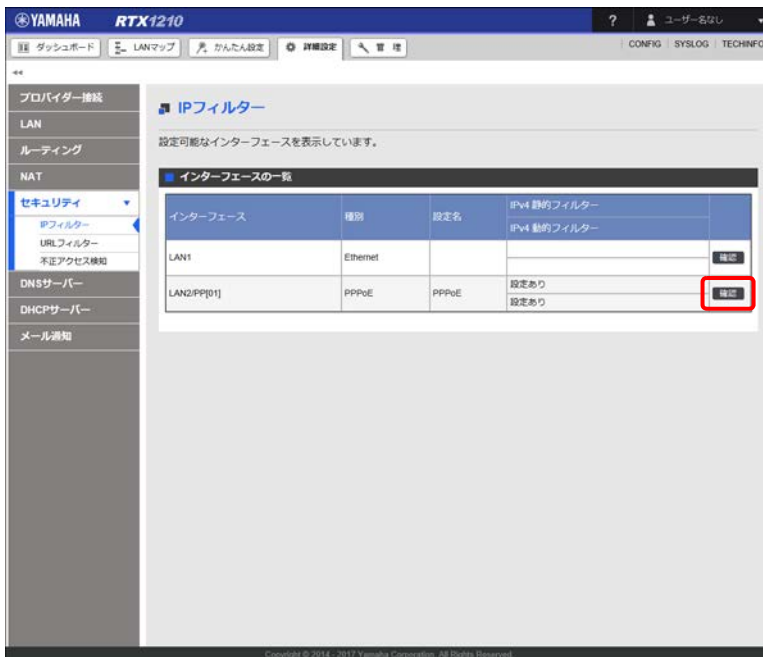 YAMAHA RTX1210 ? ユーザー名なし
ダッシュボード LANマップ かんたん設定 詳細設定 管理 CONFIG SYSLOG TECHINFO
プロバイダー接続
LAN
ルーティング
NAT
セキュリティ
IPフィルター
URLフィルター
不正アクセス検知
DNSサーバー
DHCPサーバー
メール通知
IPフィルター
設定可能なインターフェースを表示しています。
インターフェースの一覧
インターフェース 種別 設定名 IPv4 静的フィルター
IPv4 動的フィルター
LAN1 Ethernet 確認
LAN2/PP[01] PPPoE PPPoE 設定あり 確認
設定あり
Copyright © 2014 - 2017 Yamaha Corporation. All Rights Reserved.